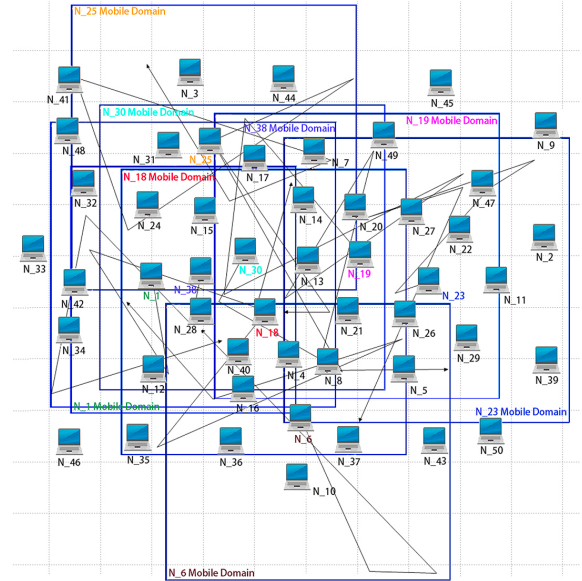 N_25 Mobile Domain
N_3
N_44
N_41
N_45
N_30 Mobile Domain
N_19 Mobile Domain
N_38 Mobile Domain
N_9
N_48
N_31
N_25
N_7
N_49
N_17
N_18 Mobile Domain
N_32
N_47
N_24
N_15
N_14
N_20
N_27
N_22
N_33
N_2
N_30
N_19
N_13
N_38
N_1
N_23
N_11
N_42
N_28
N_18
N_21
N_26
N_34
N_29
N_40
N_4
N_8
N_39
N_12
N_5
N_16
N_1 Mobile Domain
N_23 Mobile Domain
N_6
N_50
N_46
N_35
N_36
N_37
N_43
N_10
N_6 Mobile Domain